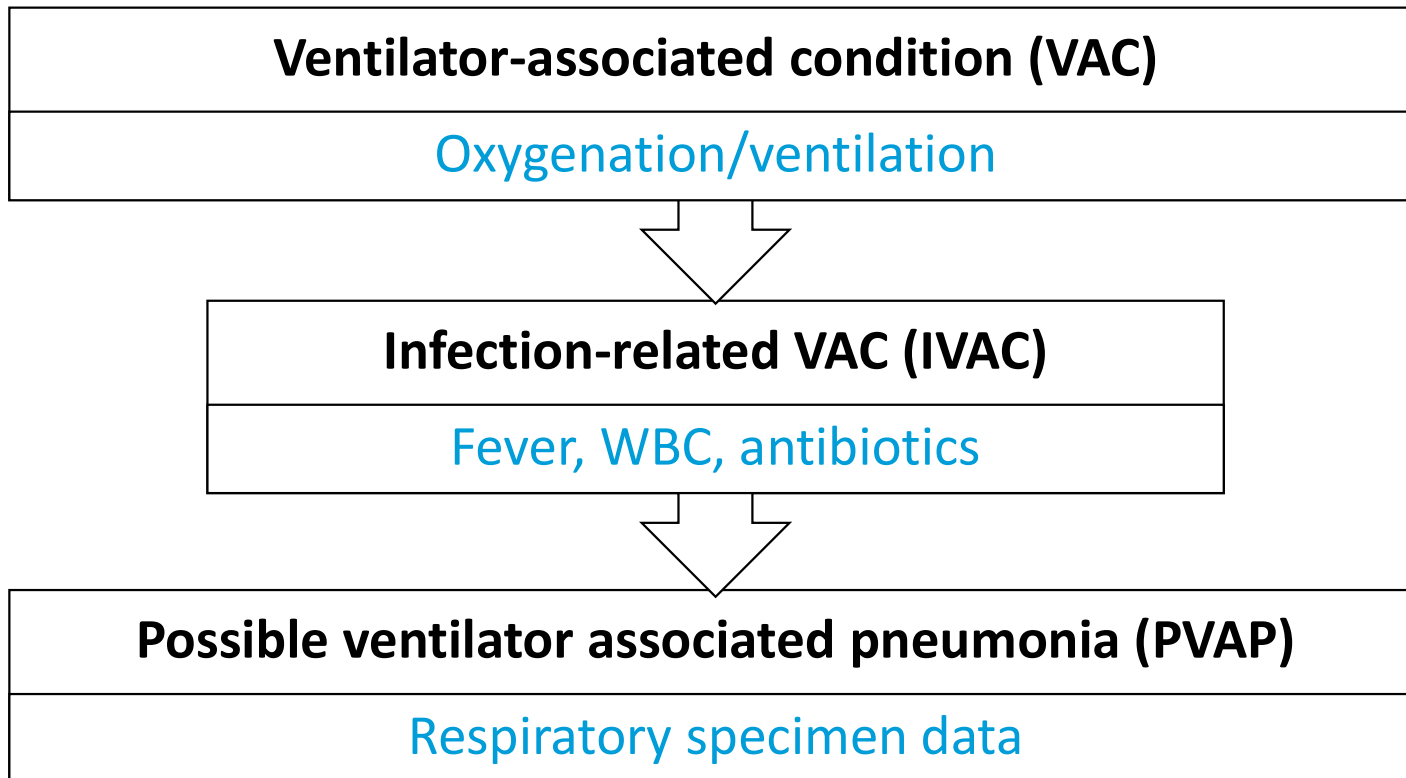 Ventilator-associated condition (VAC)
Oxygenation/ventilation
Infection-related VAC (IVAC)
Fever, WBC, antibiotics
Possible ventilator associated pneumonia (PVAP)
Respiratory specimen data